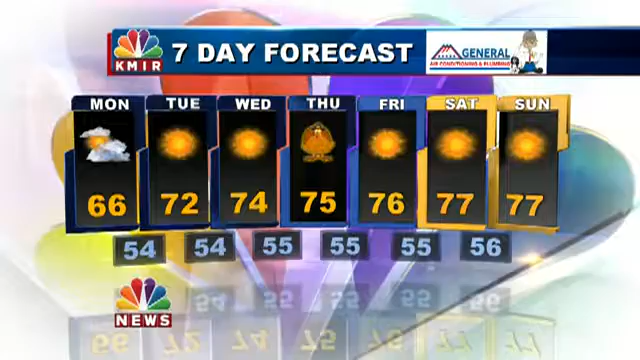 KMIR
7 DAY FORECAST
GENERAL
AIR CONDITIONING & PLUMBING
MON TUE WED THU FRI SAT SUN
66 72 74 75 76 77 77
54 54 55 55 55 56
NEWS